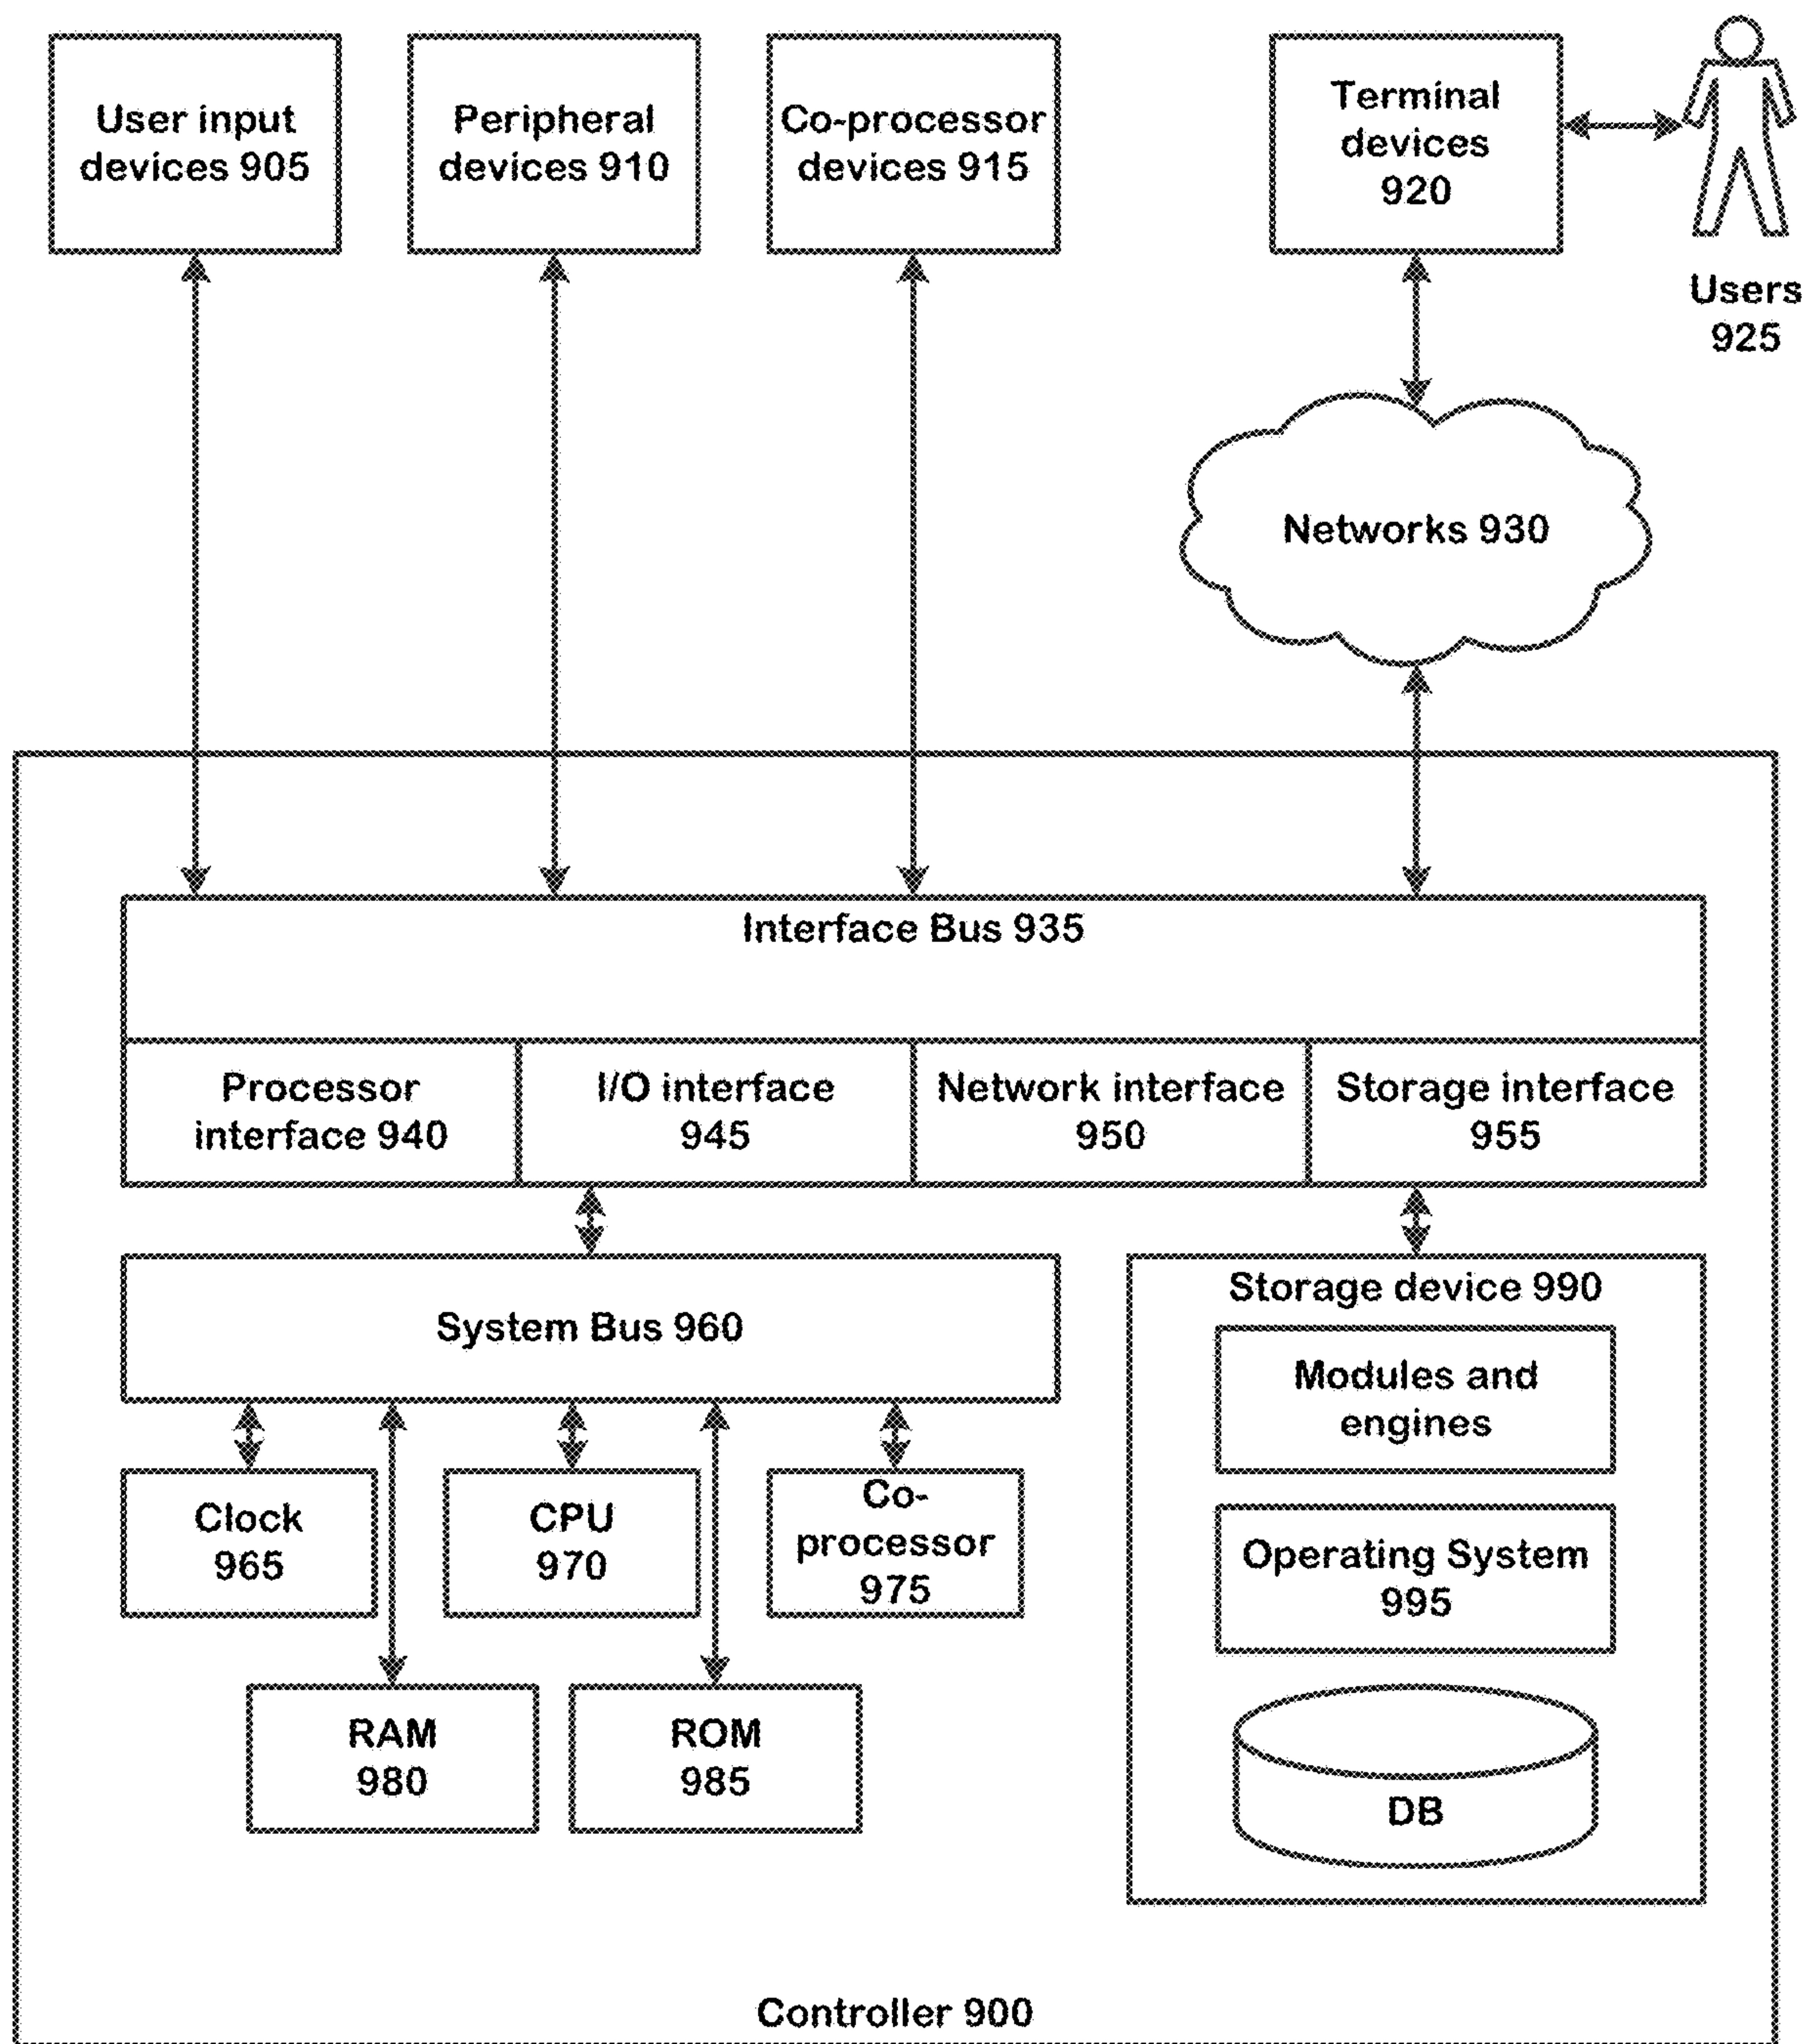 User input
devices 905
Peripheral
devices 910
Co-processor
devices 915
Terminal
devices
920
Users
925
Networks 930
Interface Bus 935
Processor
interface 940
I/O interface
945
Network interface
950
Storage interface
955
System Bus 960
Storage device 990
Modules and
engines
Clock
965
CPU
970
Co-
processor
975
Operating System
995
RAM
980
ROM
985
DB
Controller 900